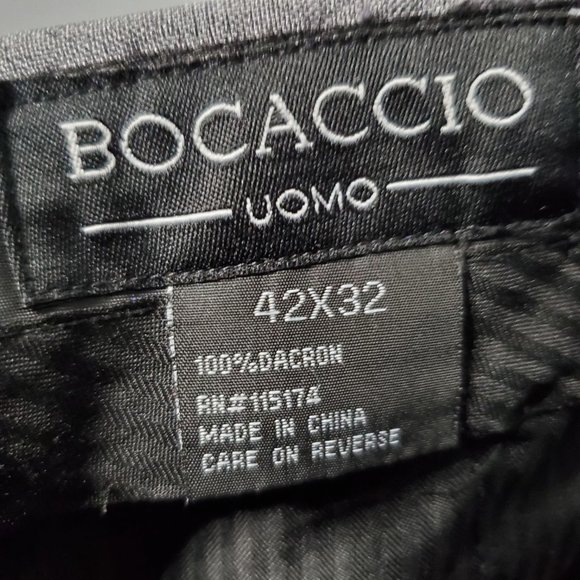 BOCACCIO
UOMO
42X32
100%DACRON
RN#115174
MADE IN CHINA
CARE ON REVERSE